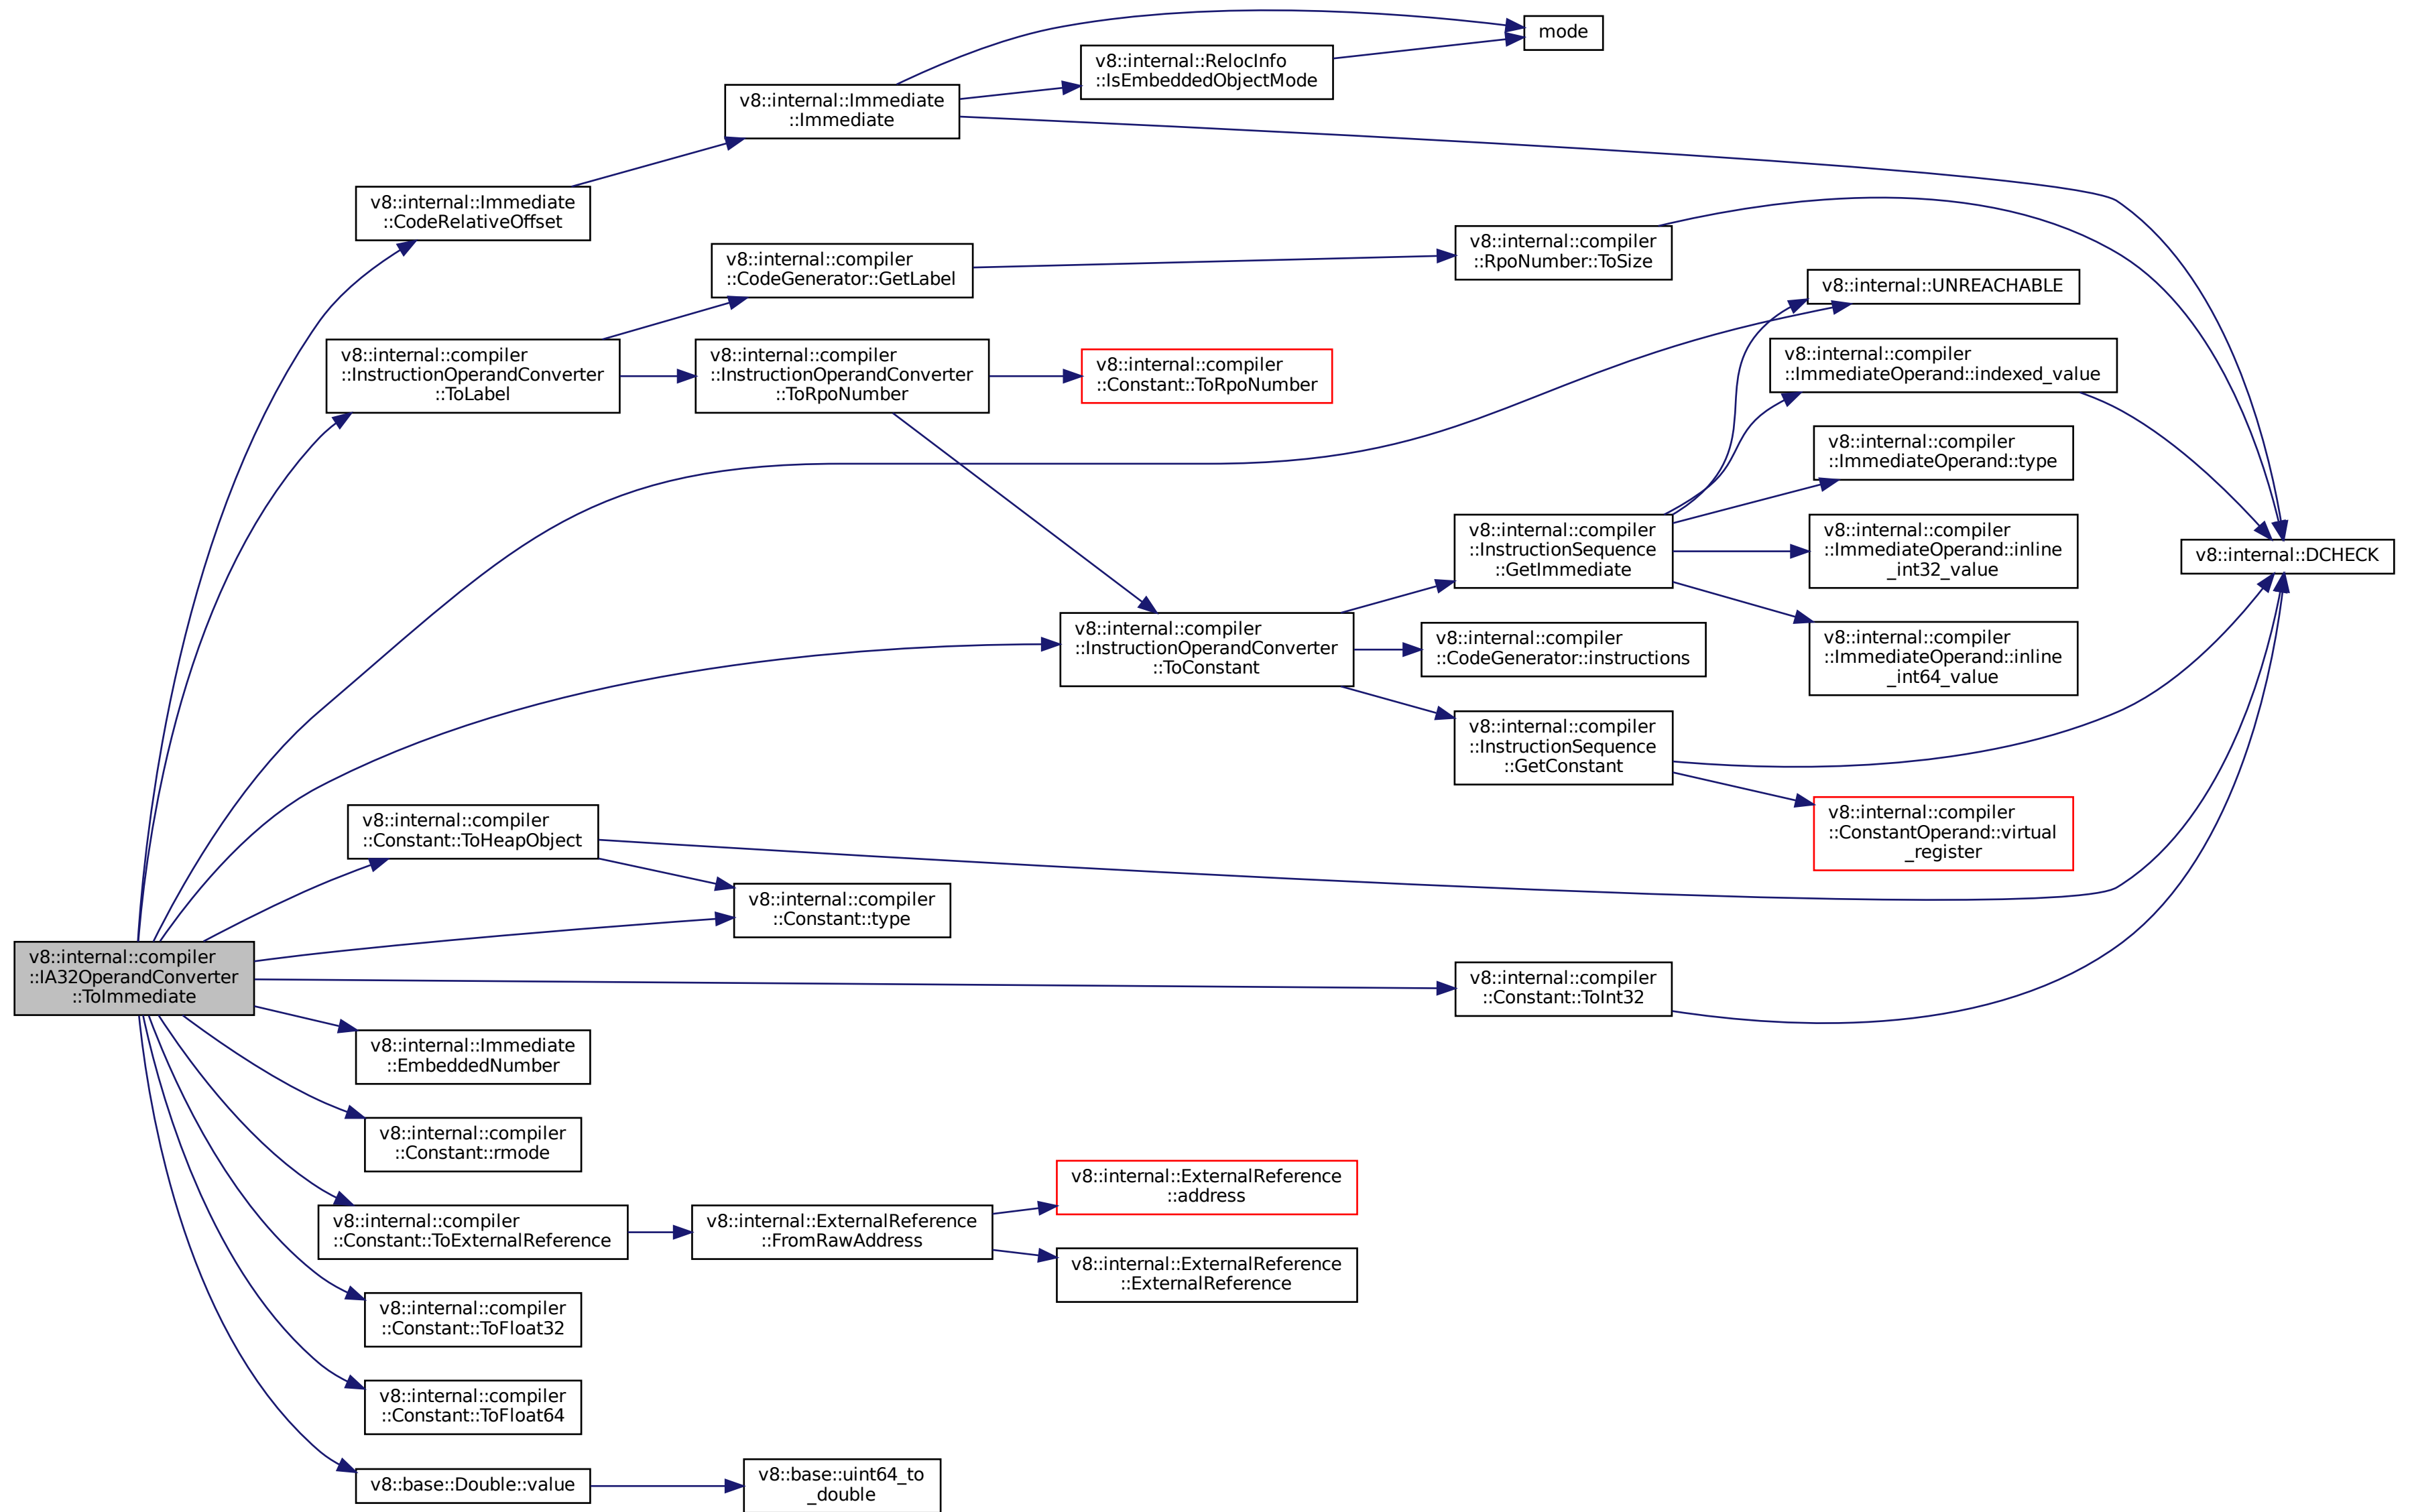 mode
v8::internal::RelocInfo
::IsEmbeddedObjectMode
v8::internal::Immediate
::Immediate
v8::internal::Immediate
::CodeRelativeOffset
v8::internal::compiler
::CodeGenerator::GetLabel
v8::internal::compiler
::RpoNumber::ToSize
v8::internal::UNREACHABLE
v8::internal::compiler
::InstructionOperandConverter
::ToLabel
v8::internal::compiler
::InstructionOperandConverter
::ToRpoNumber
v8::internal::compiler
::Constant::ToRpoNumber
v8::internal::compiler
::ImmediateOperand::indexed_value
v8::internal::compiler
::ImmediateOperand::type
v8::internal::compiler
::InstructionSequence
::GetImmediate
v8::internal::compiler
::ImmediateOperand::inline
_int32_value
v8::internal::DCHECK
v8::internal::compiler
::InstructionOperandConverter
::ToConstant
v8::internal::compiler
::CodeGenerator::instructions
v8::internal::compiler
::ImmediateOperand::inline
_int64_value
v8::internal::compiler
::InstructionSequence
::GetConstant
v8::internal::compiler
::ConstantOperand::virtual
_register
v8::internal::compiler
::Constant::ToHeapObject
v8::internal::compiler
::Constant::type
v8::internal::compiler
::IA32OperandConverter
::ToImmediate
v8::internal::compiler
::Constant::ToInt32
v8::internal::Immediate
::EmbeddedNumber
v8::internal::compiler
::Constant::rmode
v8::internal::compiler
::Constant::ToExternalReference
v8::internal::ExternalReference
::FromRawAddress
v8::internal::ExternalReference
::address
v8::internal::ExternalReference
::ExternalReference
v8::internal::compiler
::Constant::ToFloat32
v8::internal::compiler
::Constant::ToFloat64
v8::base::Double::value
v8::base::uint64_to
_double